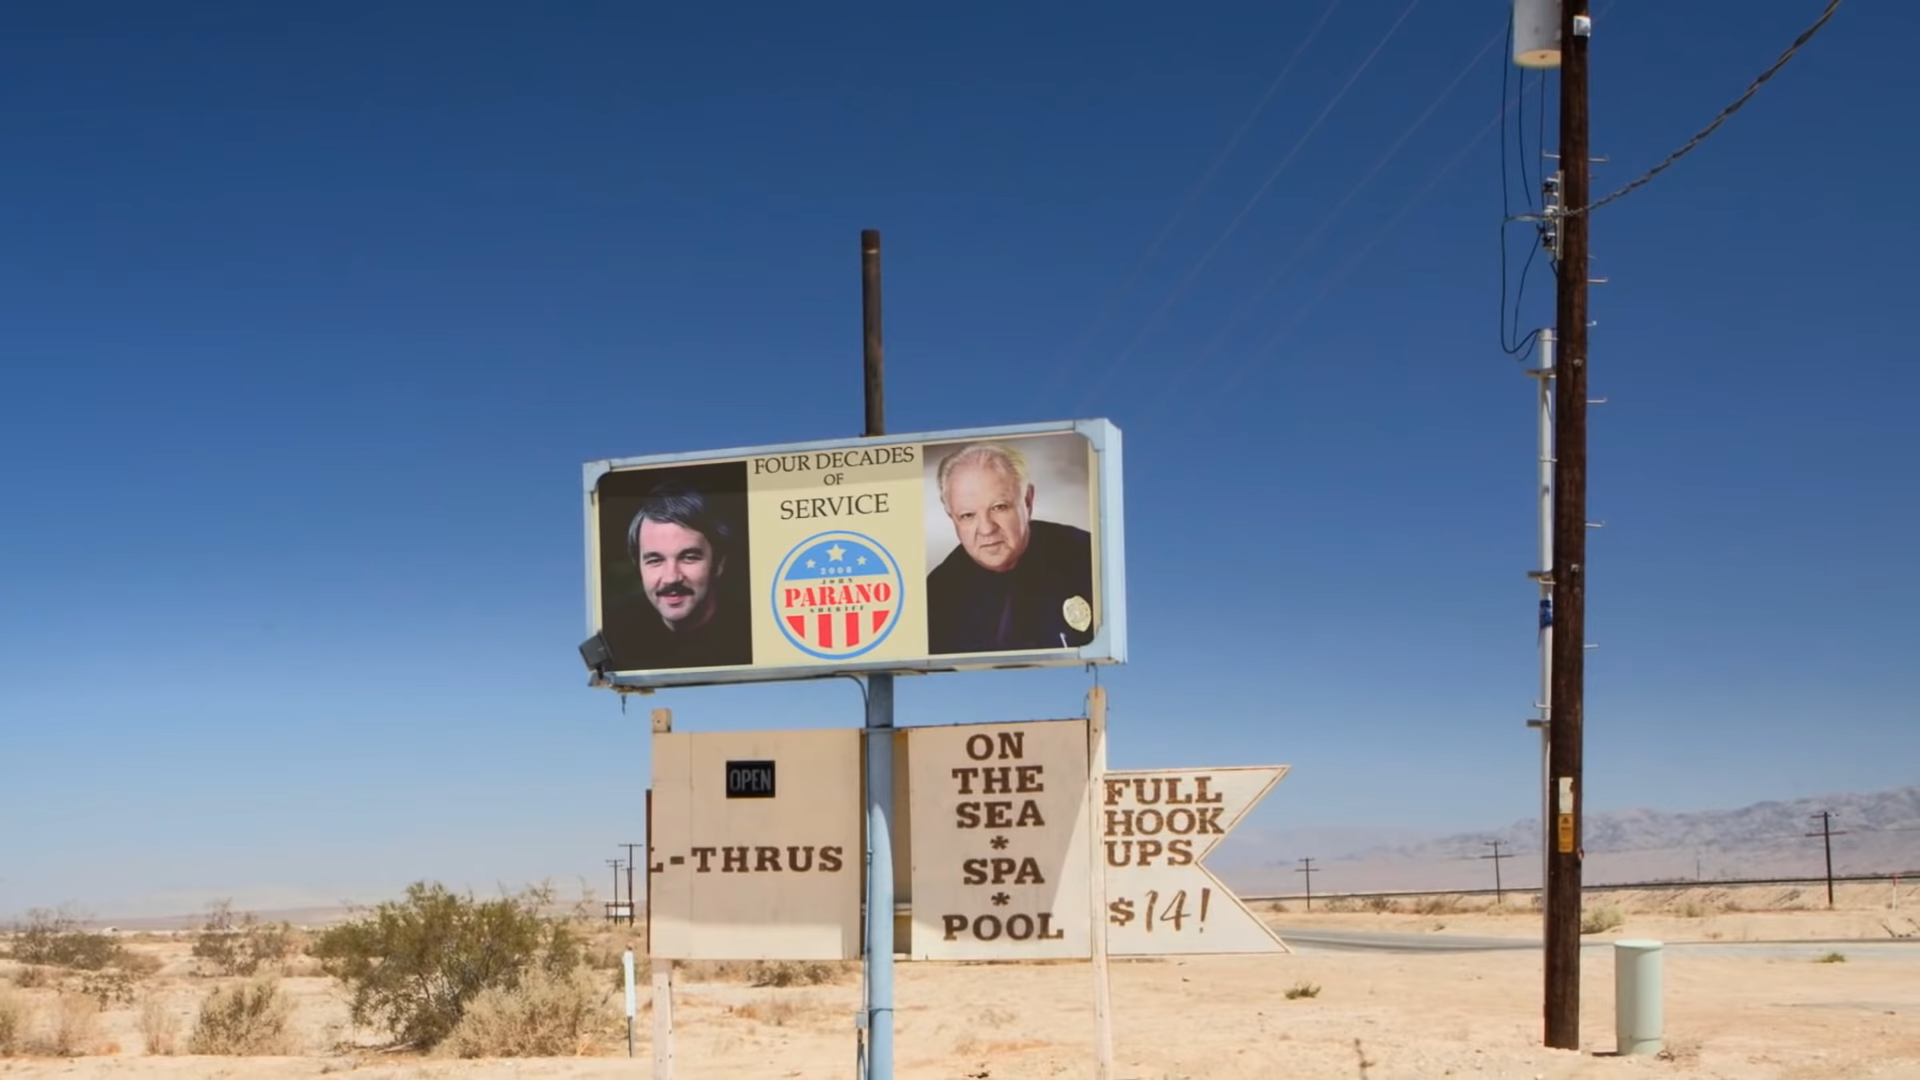 FOUR DECADES
OF
SERVICE
2008
JOHN
PARANO
SHERIFF
OPEN
L-THRUS
ON
THE
SEA
*
SPA
*
POOL
FULL
HOOK
UPS
$14!